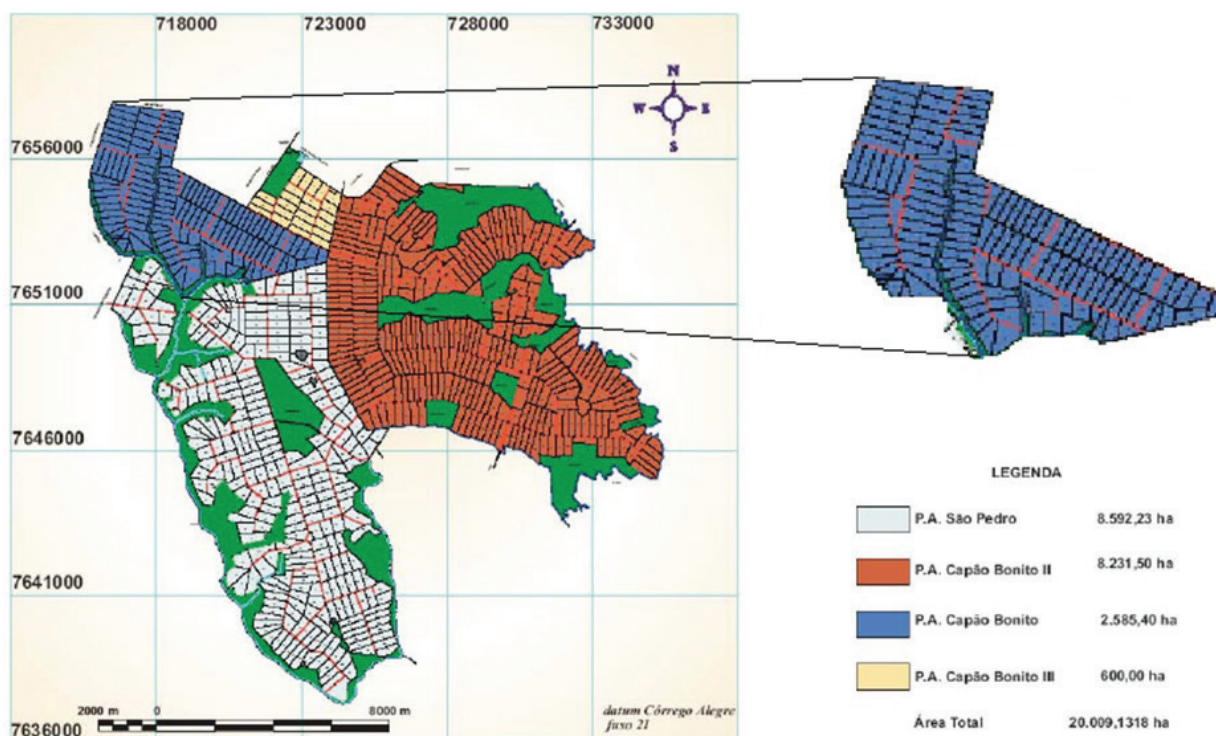 718000 723000 728000 733000
N
W E
S
7656000
7651000
7646000
7641000
7636000
2000 m 0 8000 m
datum Córrego Alegre
fuso 21
LEGENDA
P.A. São Pedro 8.592,23 ha
P.A. Capão Bonito II 8.231,50 ha
P.A. Capão Bonito 2.585,40 ha
P.A. Capão Bonito III 600,00 ha
Área Total 20.009,1318 ha